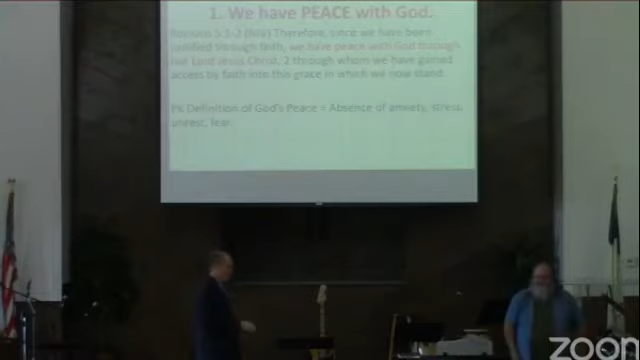 1. We have PEACE with God.
Romans 5:1-2 (NIV) Therefore, since we have been
justified through faith, we have peace with God through
our Lord Jesus Christ, 2 through whom we have gained
access by faith into this grace in which we now stand.
Definition of God's Peace = Absence of anxiety, stress,
unrest, fear.
zoom